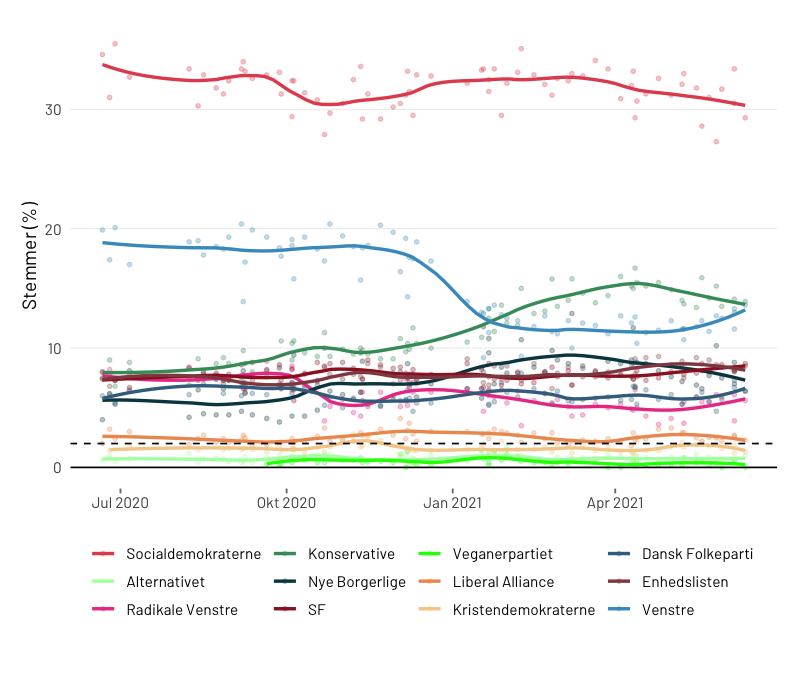 30
20
10
0
Stemmer(%)
Jul 2020 Okt 2020 Jan 2021 Apr 2021
Socialdemokraterne Konservative Veganerpartiet Dansk Folkeparti
Alternativet Nye Borgerlige Liberal Alliance Enhedslisten
Radikale Venstre SF Kristendemokraterne Venstre